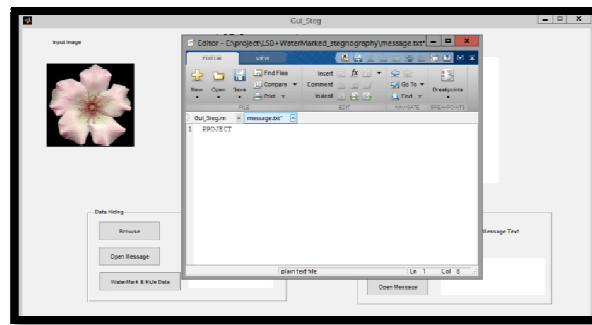 Gui_Steg
Input Image
Editor - E:\project\LSB+WaterMarked_stegnography\message.txt*
EDITOR VIEW
New Open Save
Find Files
Compare
Print
Insert fx
Comment
Indent
Go To
Find
Breakpoints
FILE EDIT NAVIGATE BREAKPOINTS
Gui_Steg.m message.txt*
1 PROJECT
plain text file Ln 1 Col 8
Data Hiding
Browse
Open Message
WaterMark & Hide Data
Message Text
Open Message